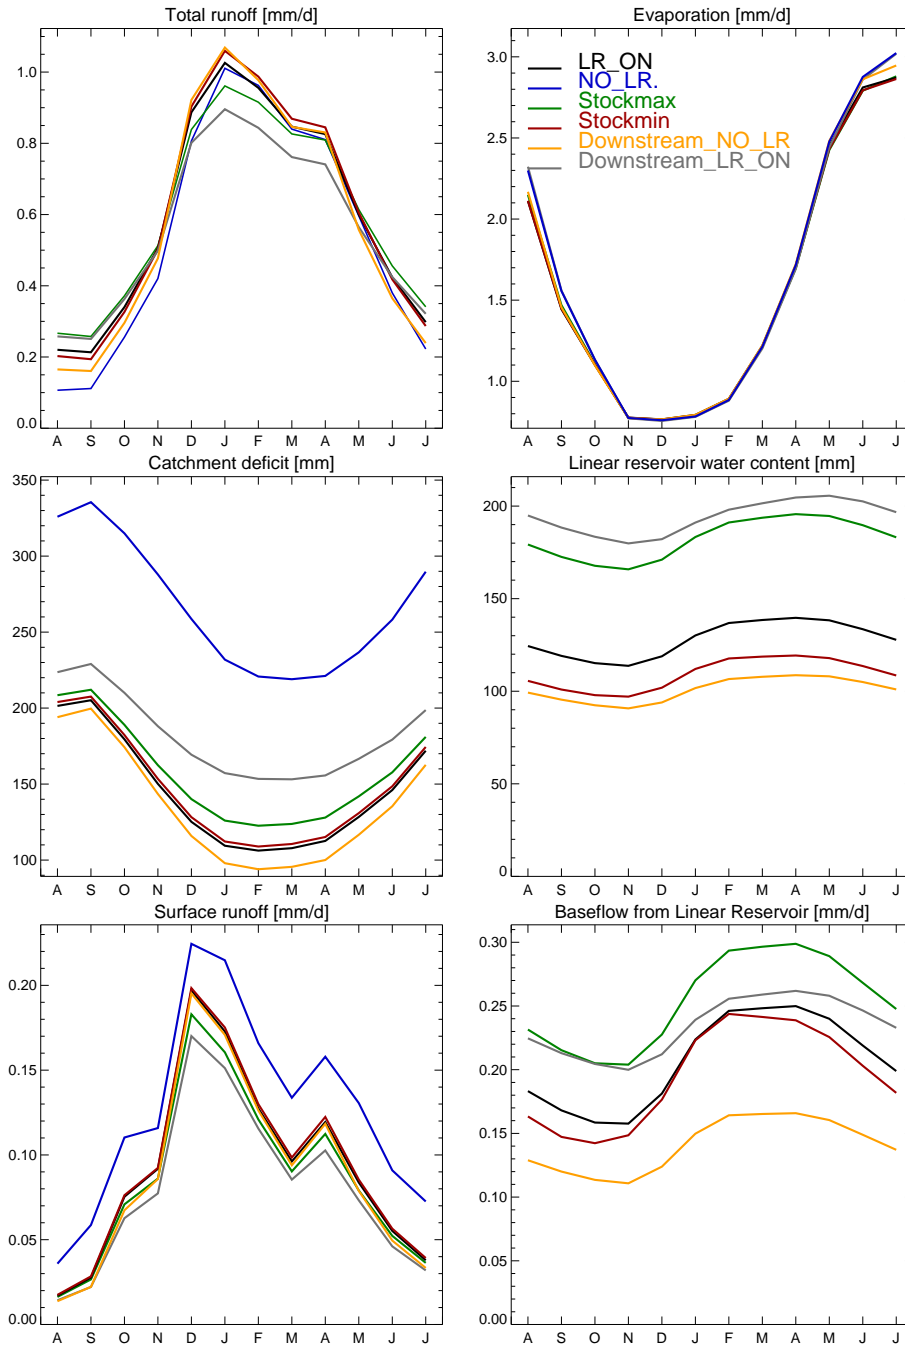 Total runoff [mm/d]
1.0
0.8
0.6
0.4
0.2
0.0
A S O N D J F M A M J J
Evaporation [mm/d]
LR_ON
NO_LR.
Stockmax
Stockmin
Downstream_NO_LR
Downstream_LR_ON
3.0
2.5
2.0
1.5
1.0
A S O N D J F M A M J J
Catchment deficit [mm]
350
300
250
200
150
100
A S O N D J F M A M J J
Linear reservoir water content [mm]
200
150
100
50
0
A S O N D J F M A M J J
Surface runoff [mm/d]
0.20
0.15
0.10
0.05
0.00
A S O N D J F M A M J J
Baseflow from Linear Reservoir [mm/d]
0.30
0.25
0.20
0.15
0.10
0.05
0.00
A S O N D J F M A M J J